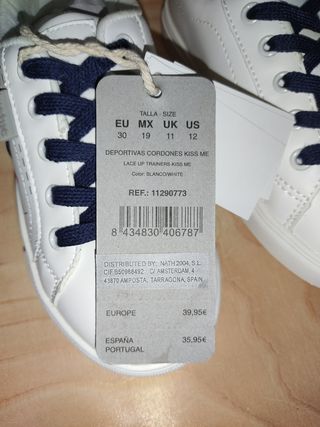 TALLA SIZE
EU MX UK US
30 19 11 12
DEPORTIVAS CORDONES KISS ME
LACE UP TRAINERS KISS ME
Color: BLANCO/WHITE
REF.: 11290773
8 434830 406787
DISTRIBUTED BY: NATH 2004, S.L.
CIF.B50988492 C/ AMSTERDAM, 4
43870 AMPOSTA, TARRAGONA, SPAIN
EUROPE 39,95€
ESPAÑA 35,95€
PORTUGAL